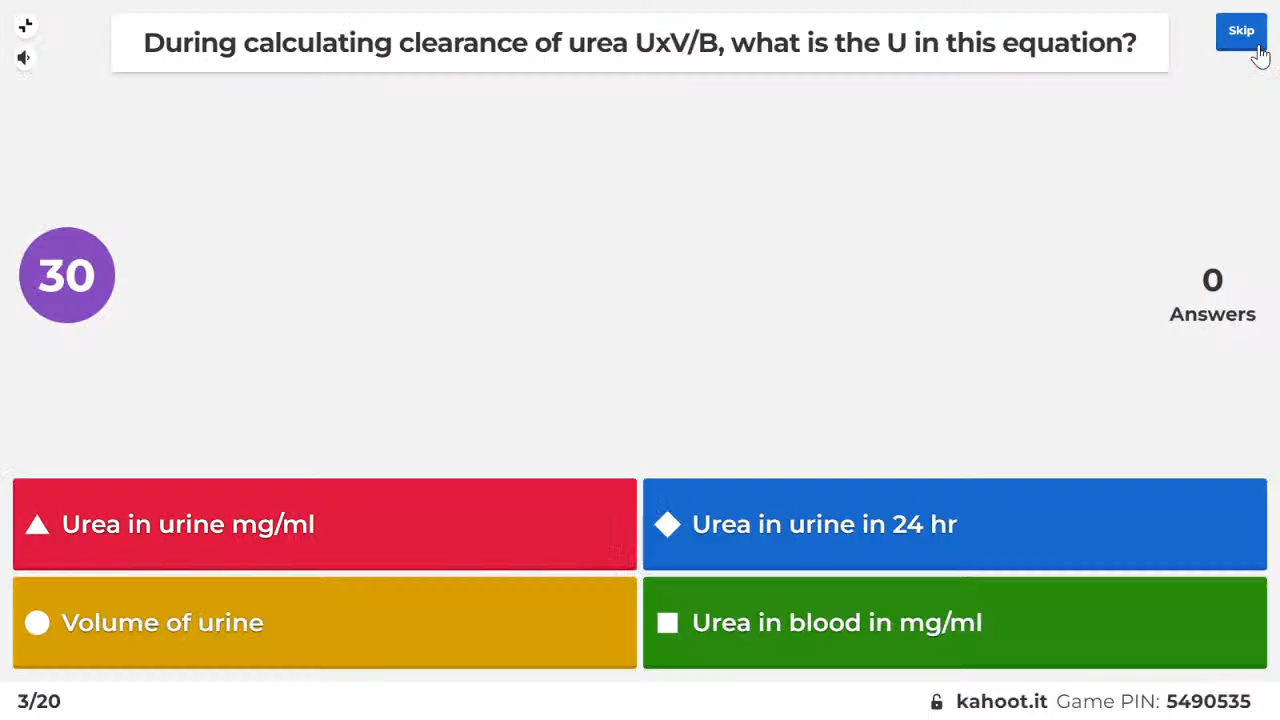 During calculating clearance of urea UxV/B, what is the U in this equation?
Skip
30
0
Answers
Urea in urine mg/ml
Urea in urine in 24 hr
Volume of urine
Urea in blood in mg/ml
3/20
kahoot.it Game PIN: 5490535